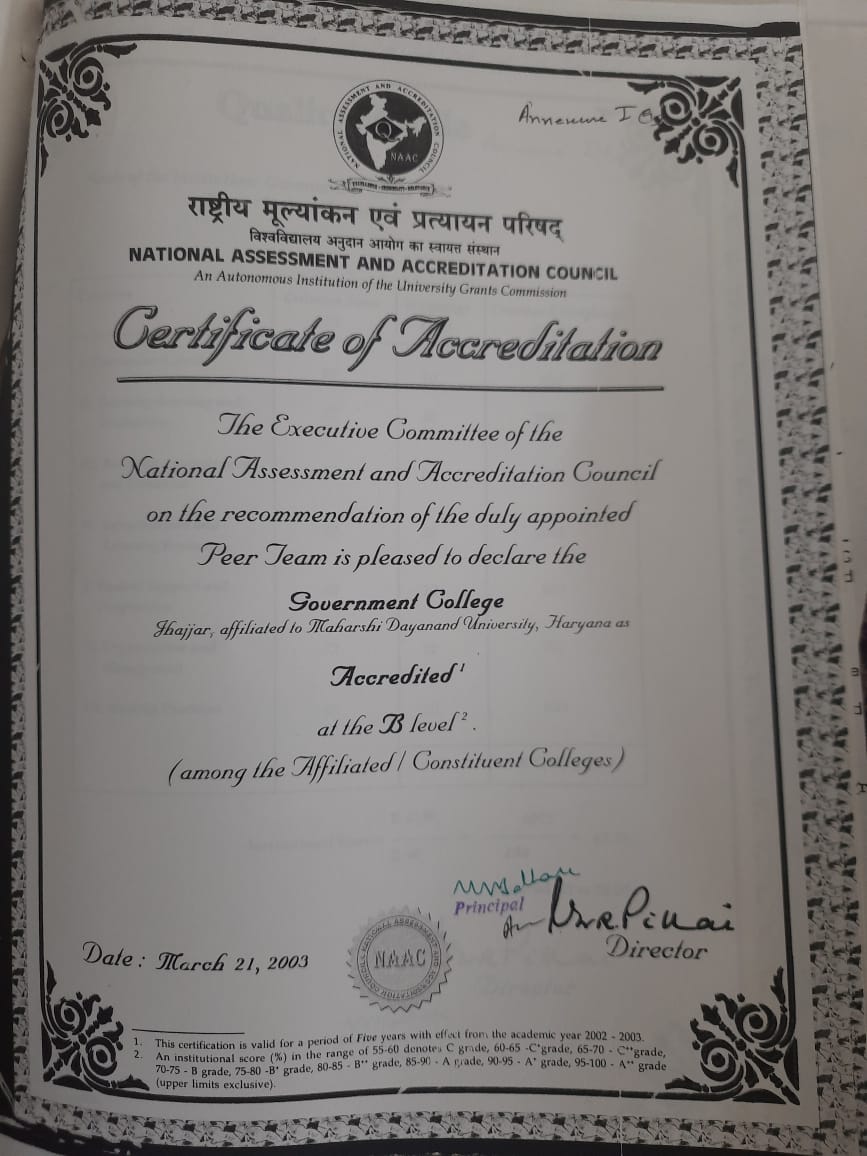 Annexure I
NATIONAL ASSESSMENT AND ACCREDITATION COUNCIL
NAAC
राष्ट्रीय मूल्यांकन एवं प्रत्यायन परिषद्
विश्वविद्यालय अनुदान आयोग का स्वायत्त संस्थान
NATIONAL ASSESSMENT AND ACCREDITATION COUNCIL
An Autonomous Institution of the University Grants Commission
Certificate of Accreditation
The Executive Committee of the
National Assessment and Accreditation Council
on the recommendation of the duly appointed
Peer Team is pleased to declare the
Government College
Jhajjar, affiliated to Maharshi Dayanand University, Haryana as
Accredited¹
at the B level².
(among the Affiliated / Constituent Colleges)
Principal
Director
Date : March 21, 2003
NAAC
1. This certification is valid for a period of Five years with effect from the academic year 2002 - 2003.
2. An institutional score (%) in the range of 55-60 denotes C grade, 60-65 -C⁺grade, 65-70 - C⁺⁺grade,
70-75 - B grade, 75-80 -B⁺ grade, 80-85 - B⁺⁺ grade, 85-90 - A grade, 90-95 - A⁺ grade, 95-100 - A⁺⁺ grade
(upper limits exclusive).